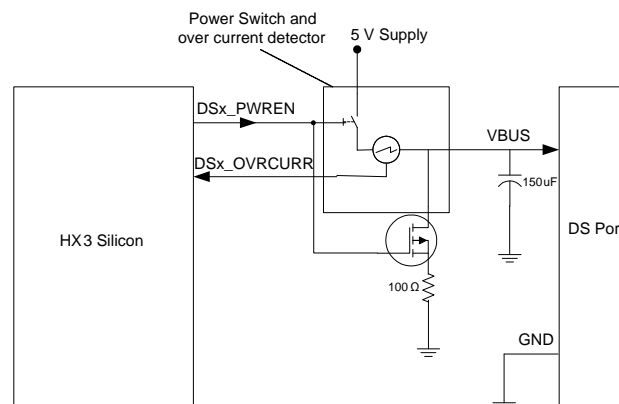 Power Switch and
over current detector
5 V Supply
DSx_PWREN
VBUS
DSx_OVRCURR
150uF
HX3 Silicon
DS Por
100 Ω
GND